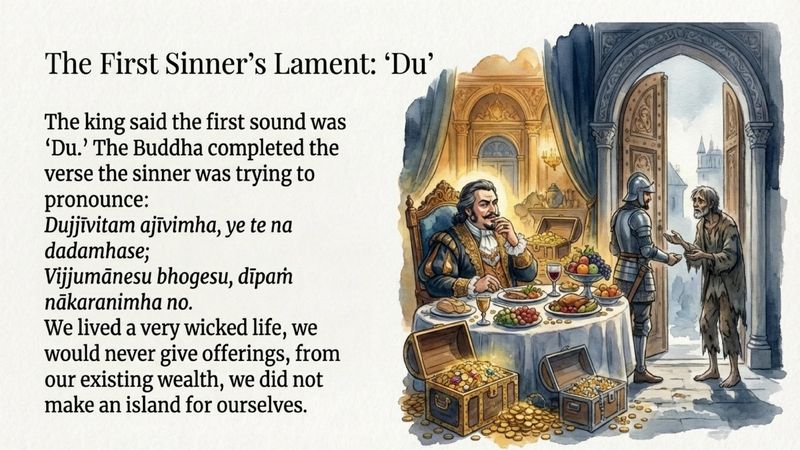 The First Sinner’s Lament: ‘Du’
The king said the first sound was
‘Du.’ The Buddha completed the
verse the sinner was trying to
pronounce:
Dujjīvitam ajīvimha, ye te na
dadamhase;
Vijjumānesu bhogesu, dīpaṁ
nākaranimha no.
We lived a very wicked life, we
would never give offerings, from
our existing wealth, we did not
make an island for ourselves.